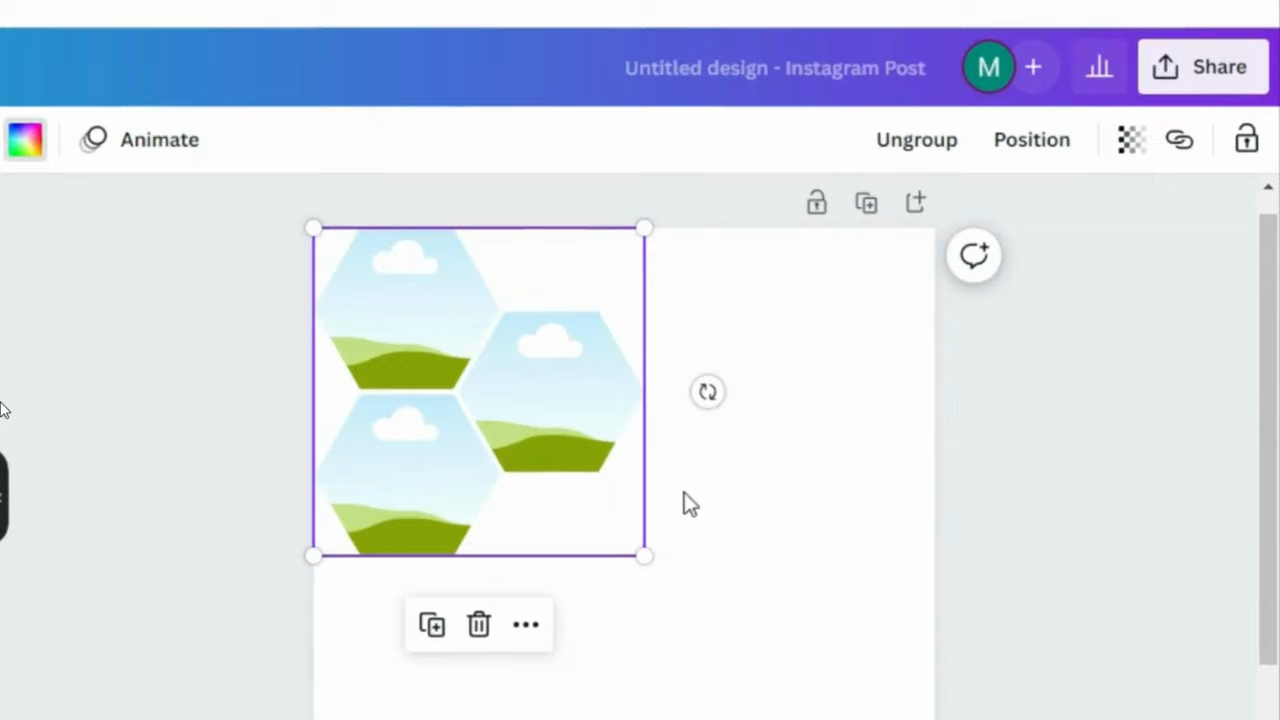 Untitled design - Instagram Post
M
+
Share
Animate
Ungroup
Position